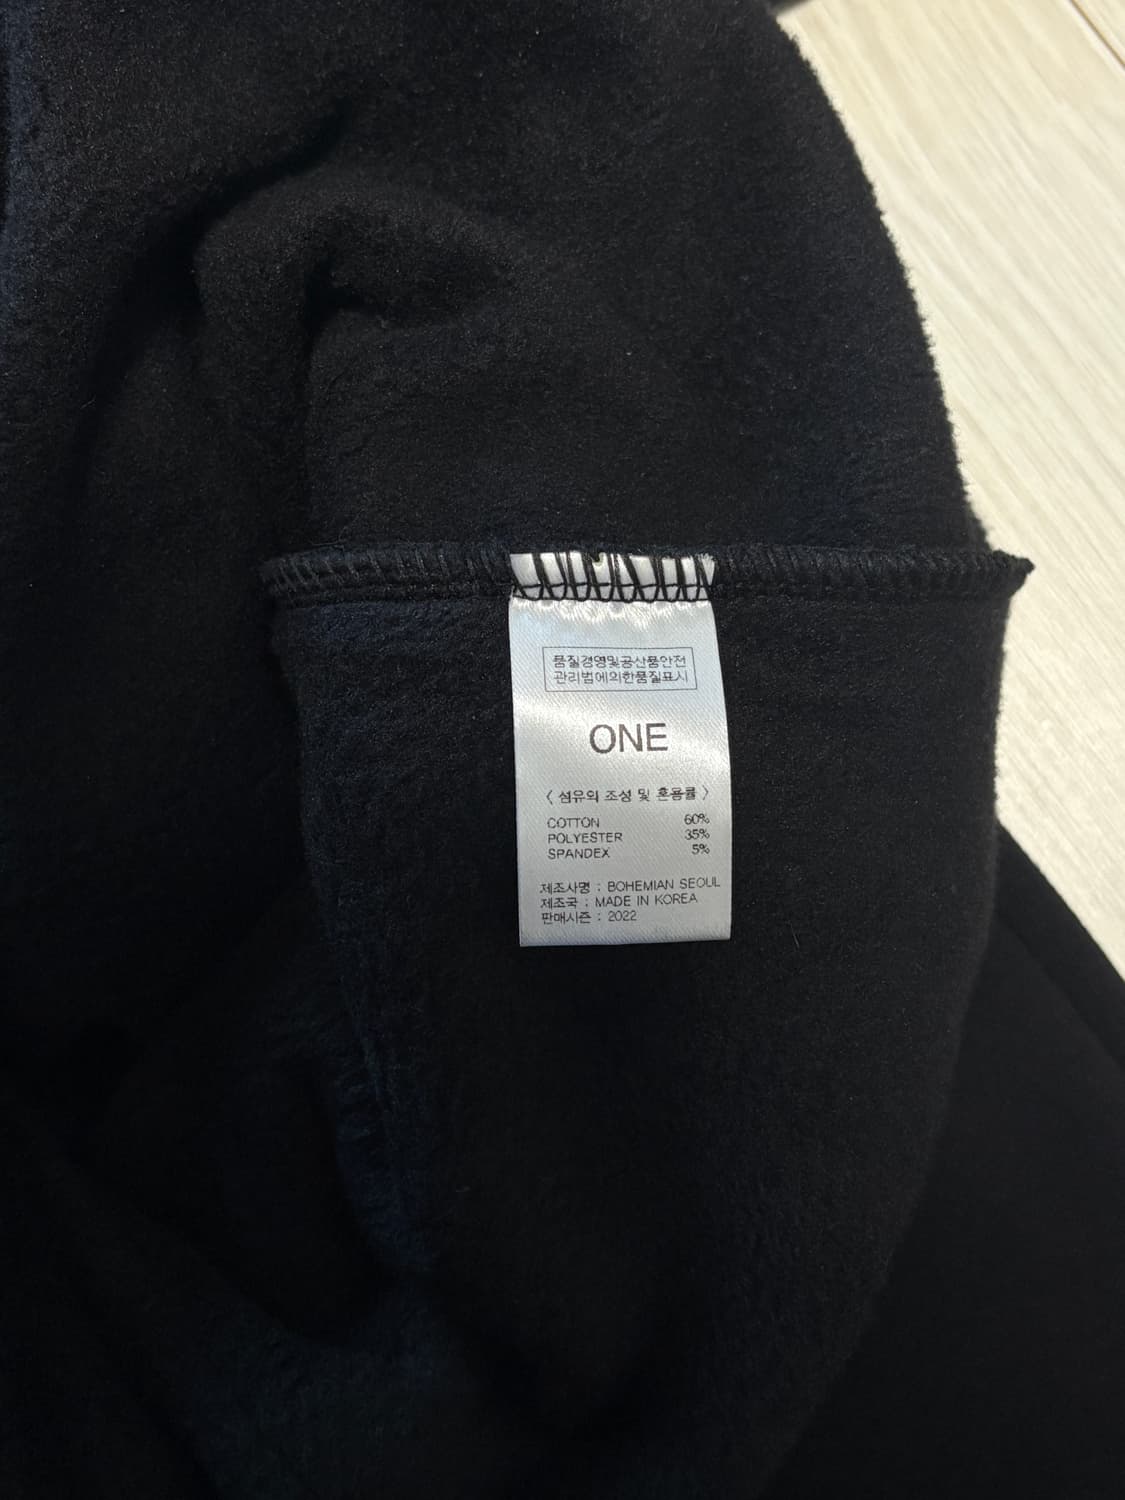 품질경영및공산품안전
관리법에의한품질표시
ONE
< 섬유의 조성 및 혼용률 >
COTTON 60%
POLYESTER 35%
SPANDEX 5%
제조사명 : BOHEMIAN SEOUL
제조국 : MADE IN KOREA
판매시즌 : 2022